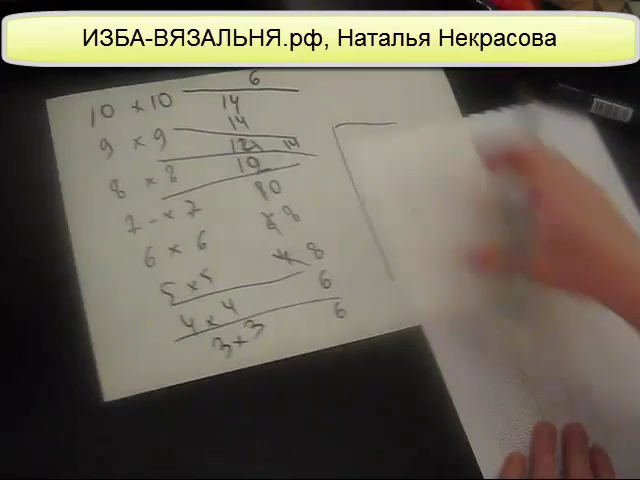 ИЗБА-ВЯЗАЛЬНЯ.рф, Наталья Некрасова
6
10 x 10 14
14
9 x 9 12 14
8 x 8 12
7 - x 7 10
6 x 6 8
5 x 5 8
4 x 4 6
3 x 3 6